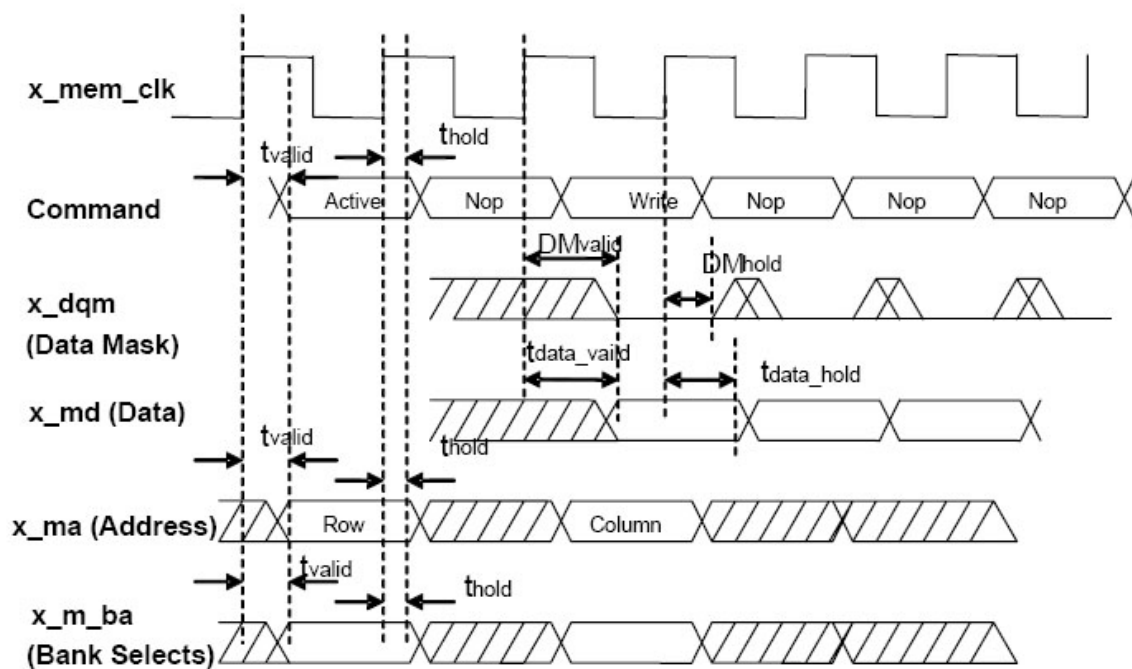 x_mem_clk
thold
tvalid
Command Active Nop Write Nop Nop Nop
DMvalid
DMhold
x_dqm
(Data Mask)
tdata_vaild
tdata_hold
x_md (Data)
tvalid
thold
x_ma (Address) Row Column
tvalid
thold
x_m_ba
(Bank Selects)